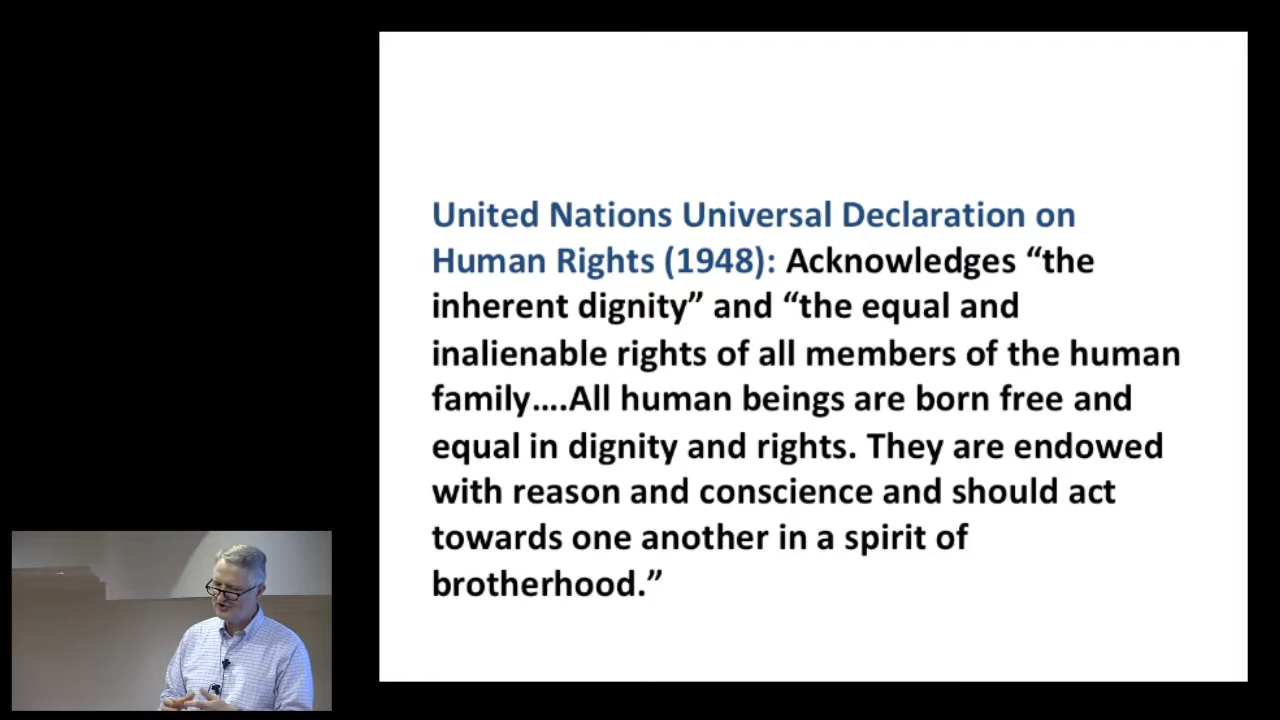 United Nations Universal Declaration on
Human Rights (1948): Acknowledges “the
inherent dignity” and “the equal and
inalienable rights of all members of the human
family….All human beings are born free and
equal in dignity and rights. They are endowed
with reason and conscience and should act
towards one another in a spirit of
brotherhood.”